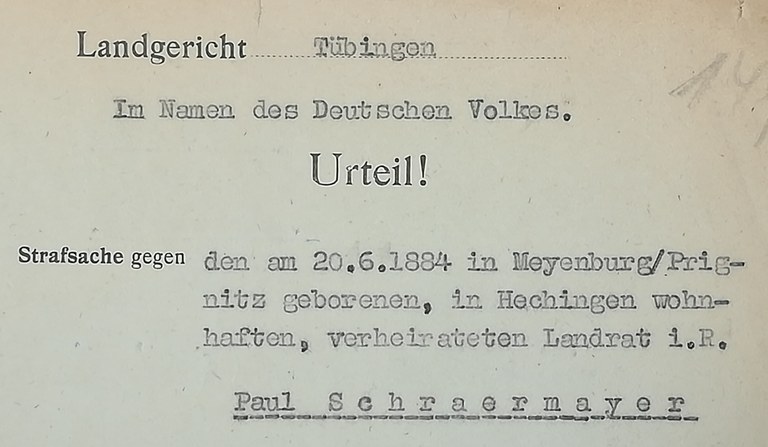 Landgericht Tübingen
Im Namen des Deutschen Volkes.
Urteil!
Strafsache gegen den am 20.6.1884 in Meyenburg/Prig-
nitz geborenen, in Hechingen wohn-
haften, verheirateten Landrat i.R.
Paul Schraermayer